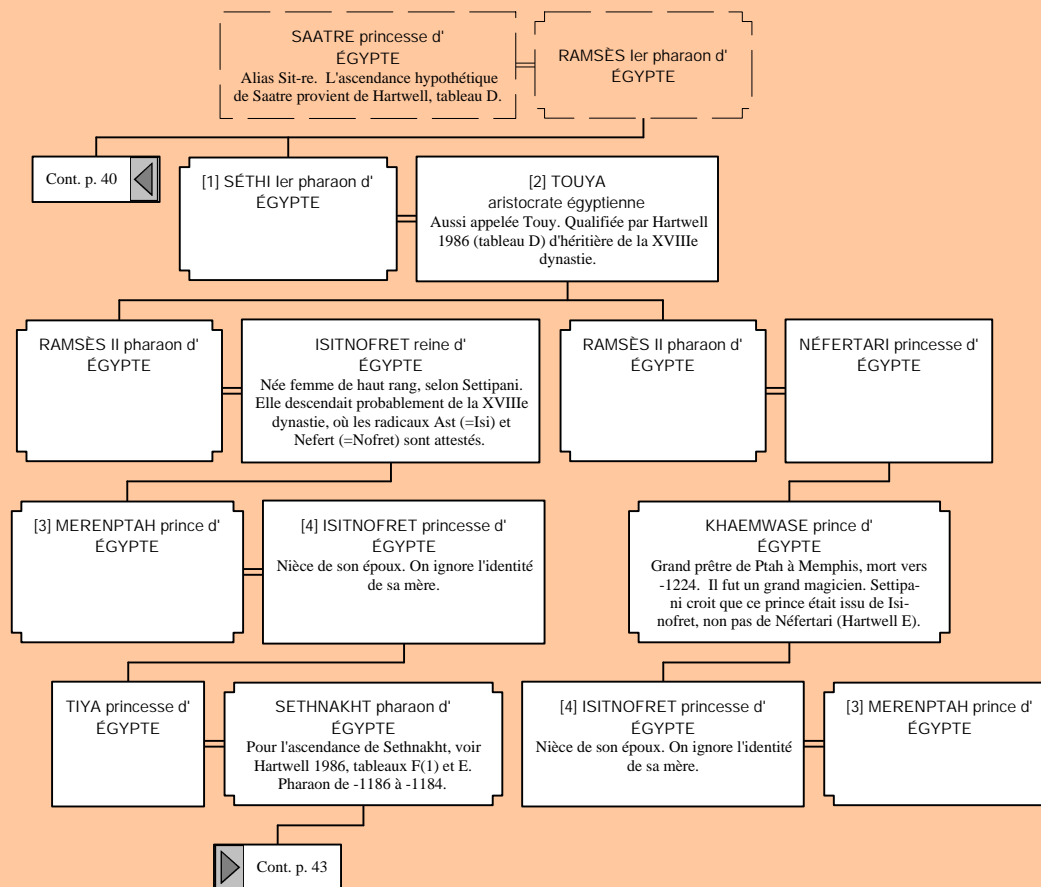 SAATRE princesse d'
ÉGYPTE
Alias Sit-re. L'ascendance hypothétique
de Saatre provient de Hartwell, tableau D.
RAMSÈS Ier pharaon d'
ÉGYPTE
Cont. p. 40
[1] SÉTHI Ier pharaon d'
ÉGYPTE
[2] TOUYA
aristocrate égyptienne
Aussi appelée Touy. Qualifiée par Hartwell
1986 (tableau D) d'héritière de la XVIIIe
dynastie.
RAMSÈS II pharaon d'
ÉGYPTE
ISITNOFRET reine d'
ÉGYPTE
Née femme de haut rang, selon Settipani.
Elle descendait probablement de la XVIIIe
dynastie, où les radicaux Ast (=Isi) et
Nefert (=Nofret) sont attestés.
RAMSÈS II pharaon d'
ÉGYPTE
NÉFERTARI princesse d'
ÉGYPTE
[3] MERENPTAH prince d'
ÉGYPTE
[4] ISITNOFRET princesse d'
ÉGYPTE
Nièce de son époux. On ignore l'identité
de sa mère.
KHAEMWASE prince d'
ÉGYPTE
Grand prêtre de Ptah à Memphis, mort vers
-1224. Il fut un grand magicien. Settipa-
ni croit que ce prince était issu de Isi-
nofret, non pas de Néfertari (Hartwell E).
TIYA princesse d'
ÉGYPTE
SETHNAKHT pharaon d'
ÉGYPTE
Pour l'ascendance de Sethnakht, voir
Hartwell 1986, tableaux F(1) et E.
Pharaon de -1186 à -1184.
[4] ISITNOFRET princesse d'
ÉGYPTE
Nièce de son époux. On ignore l'identité
de sa mère.
[3] MERENPTAH prince d'
ÉGYPTE
Cont. p. 43